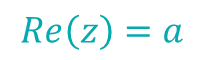 Re(z) = a